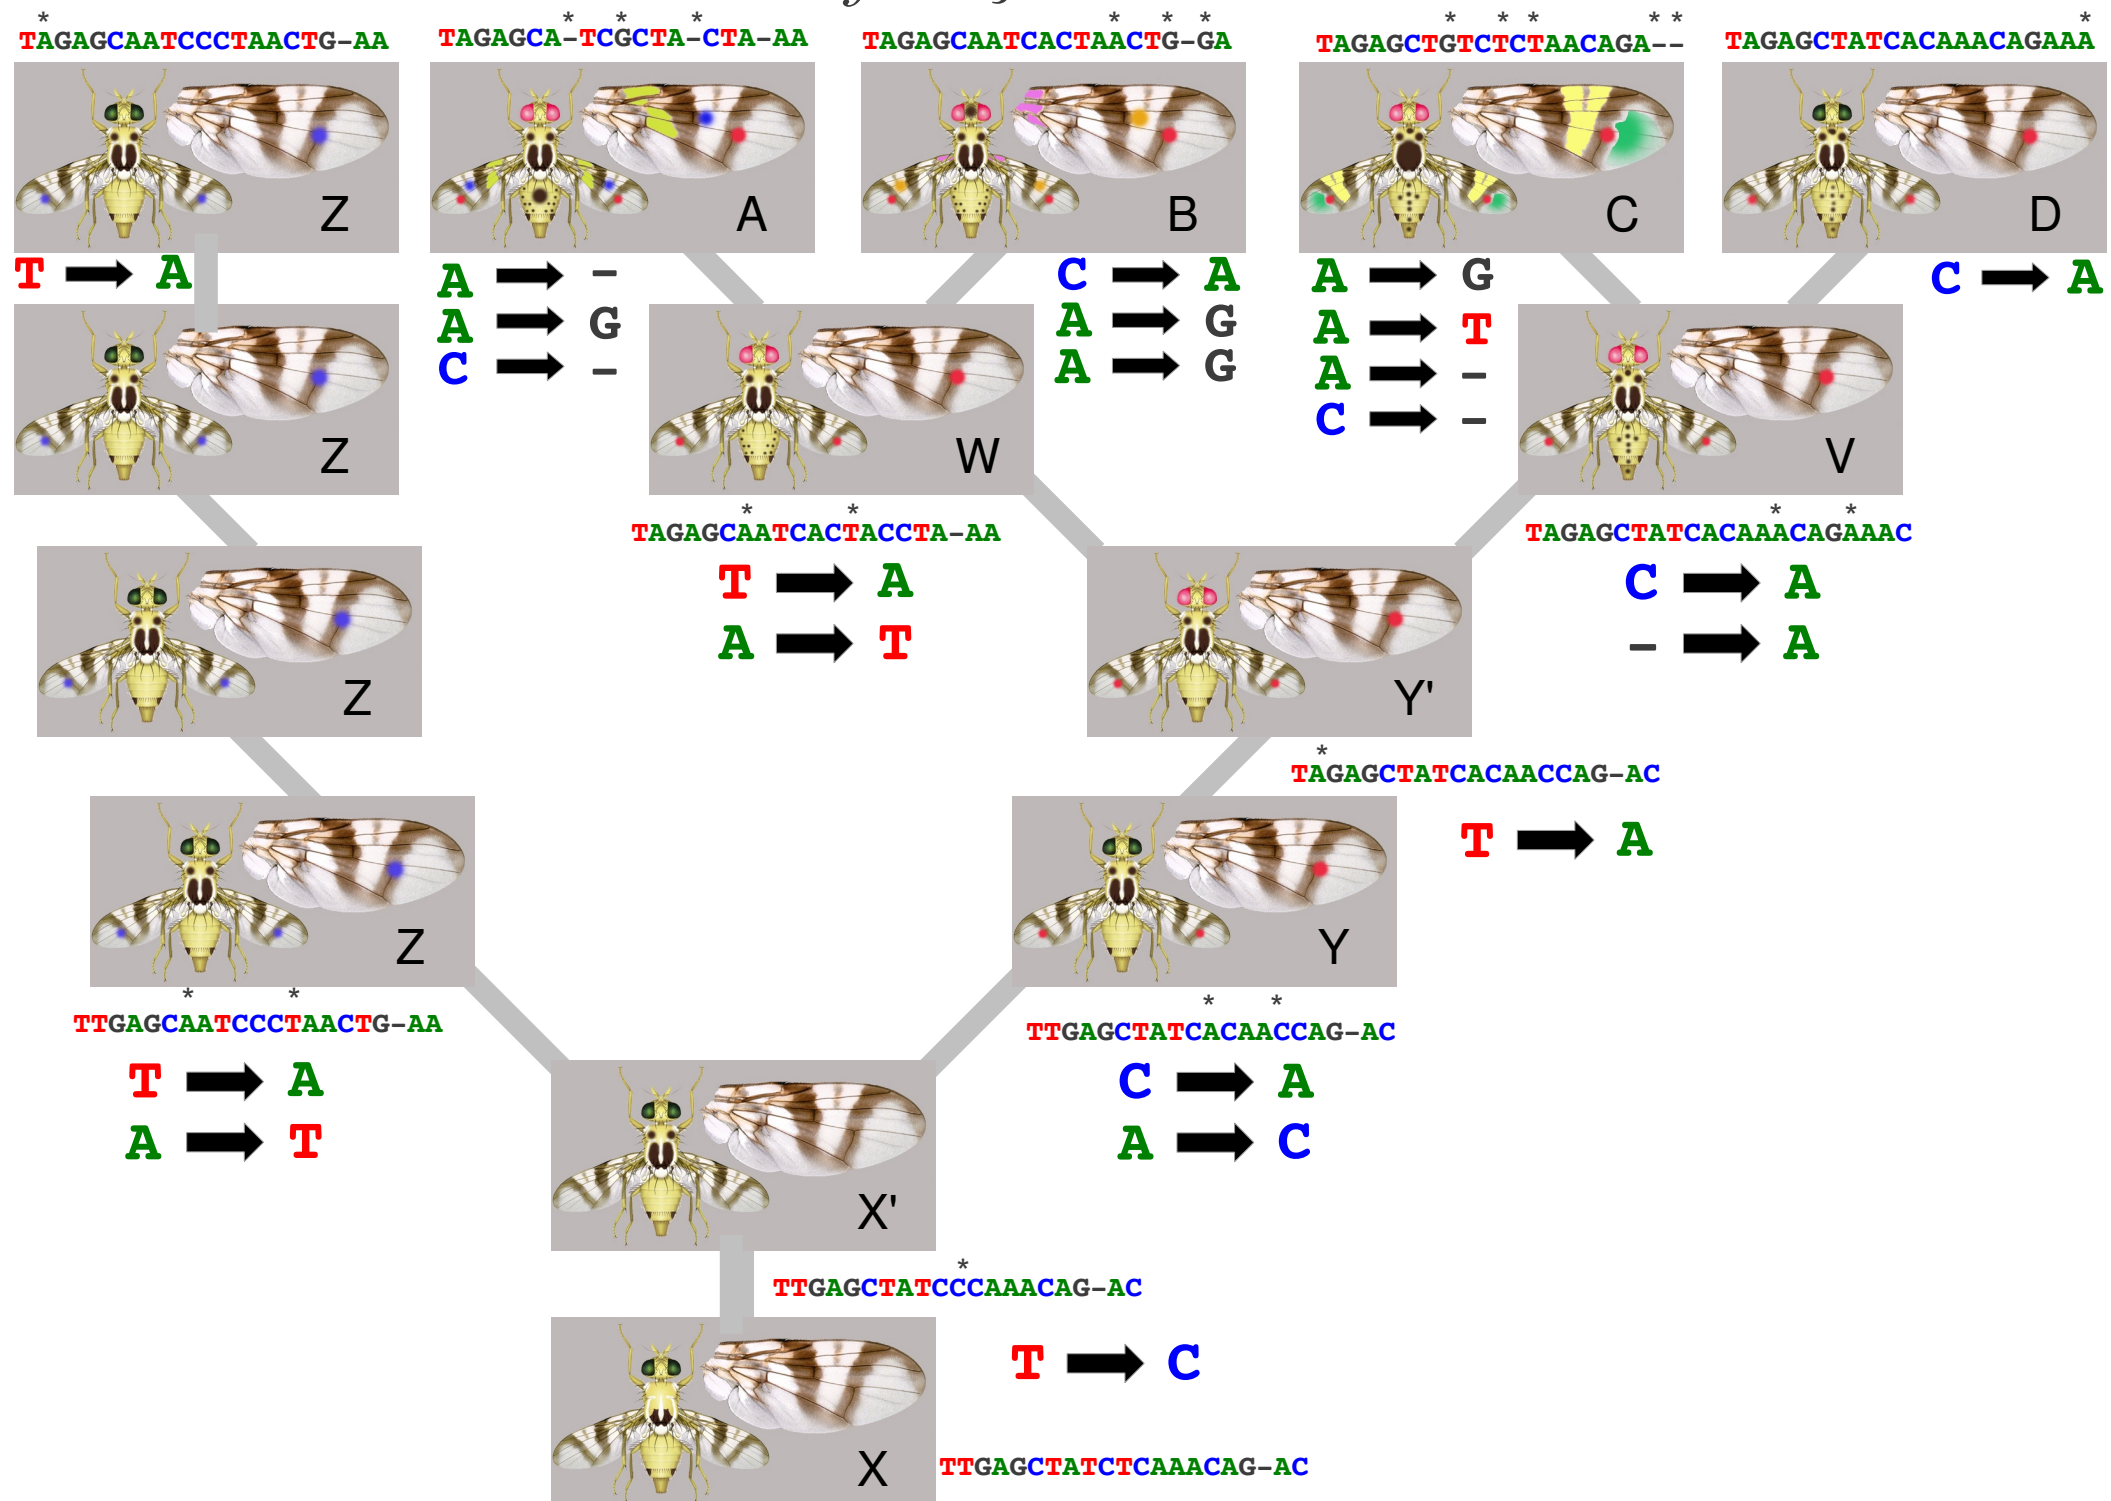 * * * * * * * * * * * * *
TAGAGCAATCCCTAACTG-AA TAGAGCA-TCGCTA-CTA-AA TAGAGCAATCACTAACTG-GA TAGAGCTGTCTCTAACAGA-- TAGAGCTATCACAAACAGAAA
Z A B C D
T A A - C A A G C A
A G A G A T
C - A G A -
C -
Z W V
* * * *
TAGAGCAATCACTACCTA-AA TAGAGCTATCACAAACAGAAAC
T A C A
A T - A
Z Y'
*
TAGAGCTATCACAACCAG-AC
T A
Z Y
* * * *
TTGAGCAATCCCTAACTG-AA TTGAGCTATCACAACCAG-AC
T A C A
A T A C
X'
*
TTGAGCTATCCCAAACAG-AC
T C
X TTGAGCTATCTCAAACAG-AC